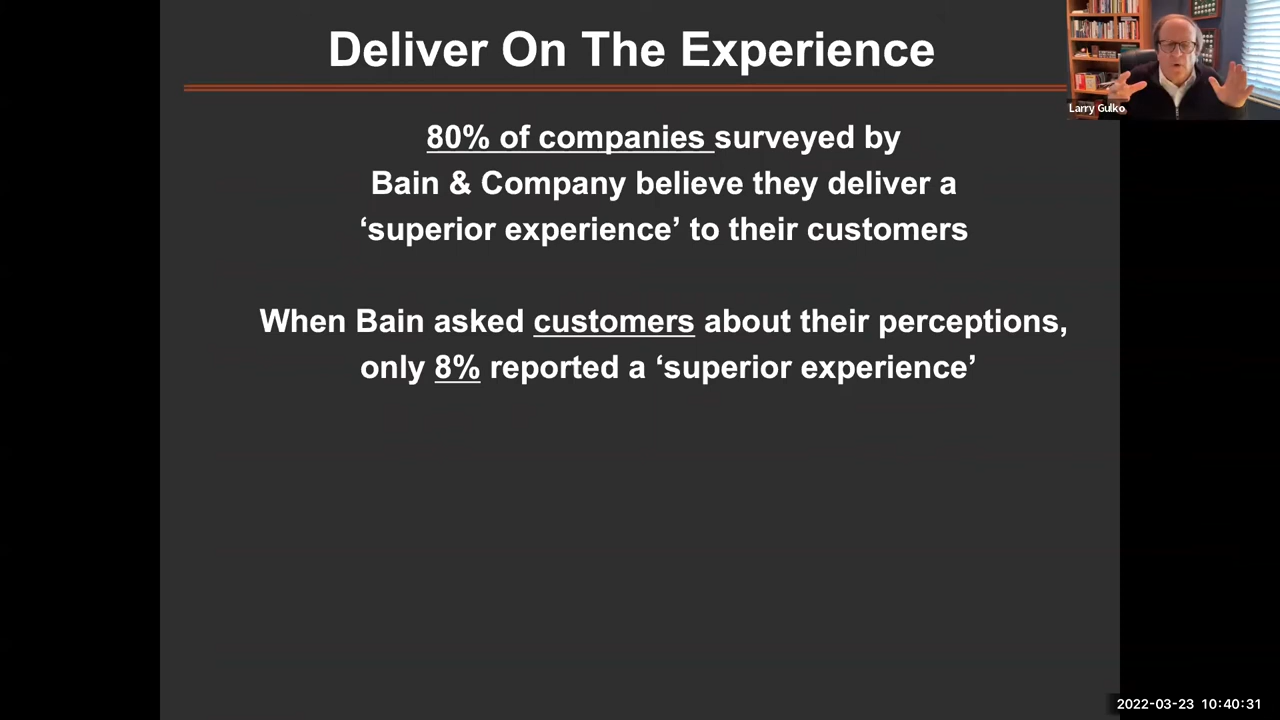 Deliver On The Experience
Larry Gulko
80% of companies surveyed by
Bain & Company believe they deliver a
‘superior experience’ to their customers
When Bain asked customers about their perceptions,
only 8% reported a ‘superior experience’
2022-03-23 10:40:31